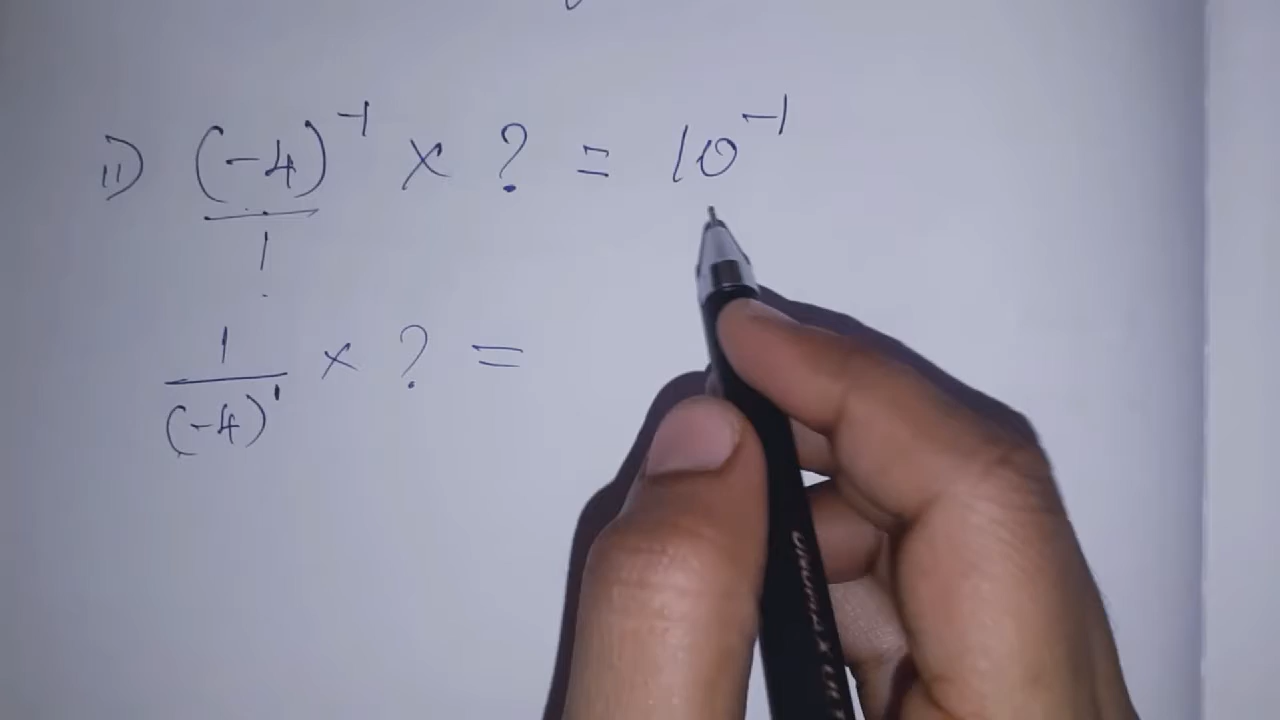 ii) (-4)⁻¹ × ? = 10⁻¹
1
1 × ? =
(-4)¹